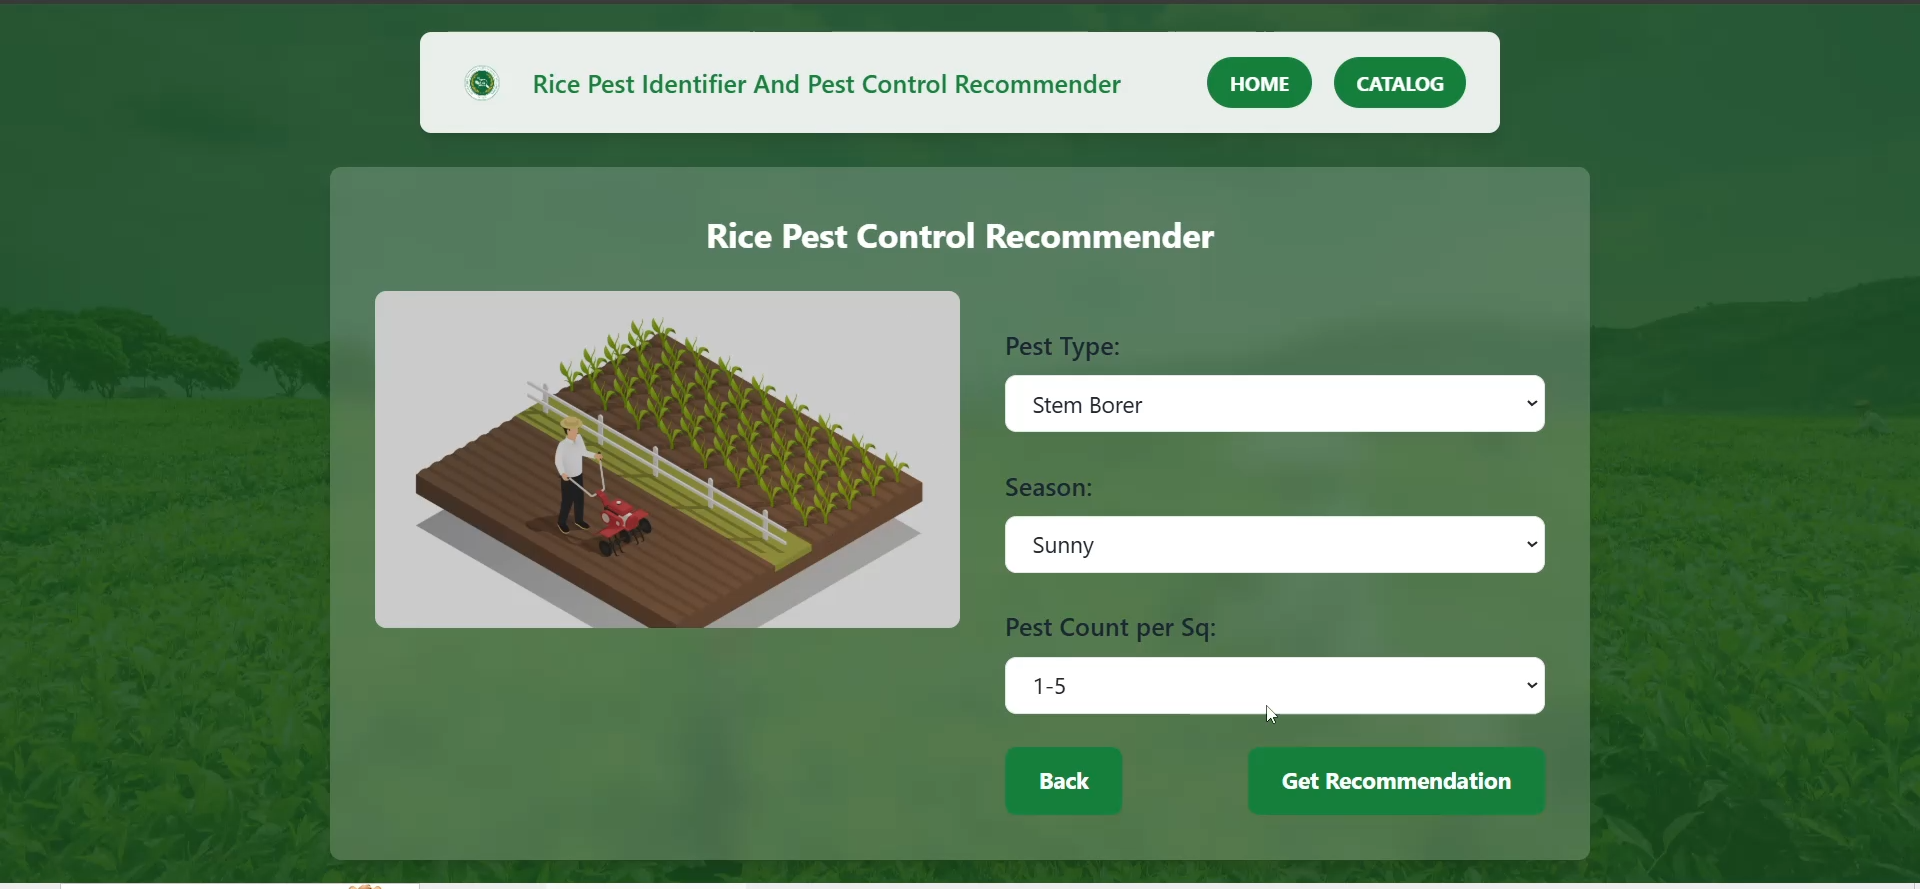 Rice Pest Identifier And Pest Control Recommender
HOME
CATALOG
Rice Pest Control Recommender
Pest Type:
Stem Borer
Season:
Sunny
Pest Count per Sq:
1-5
Back
Get Recommendation